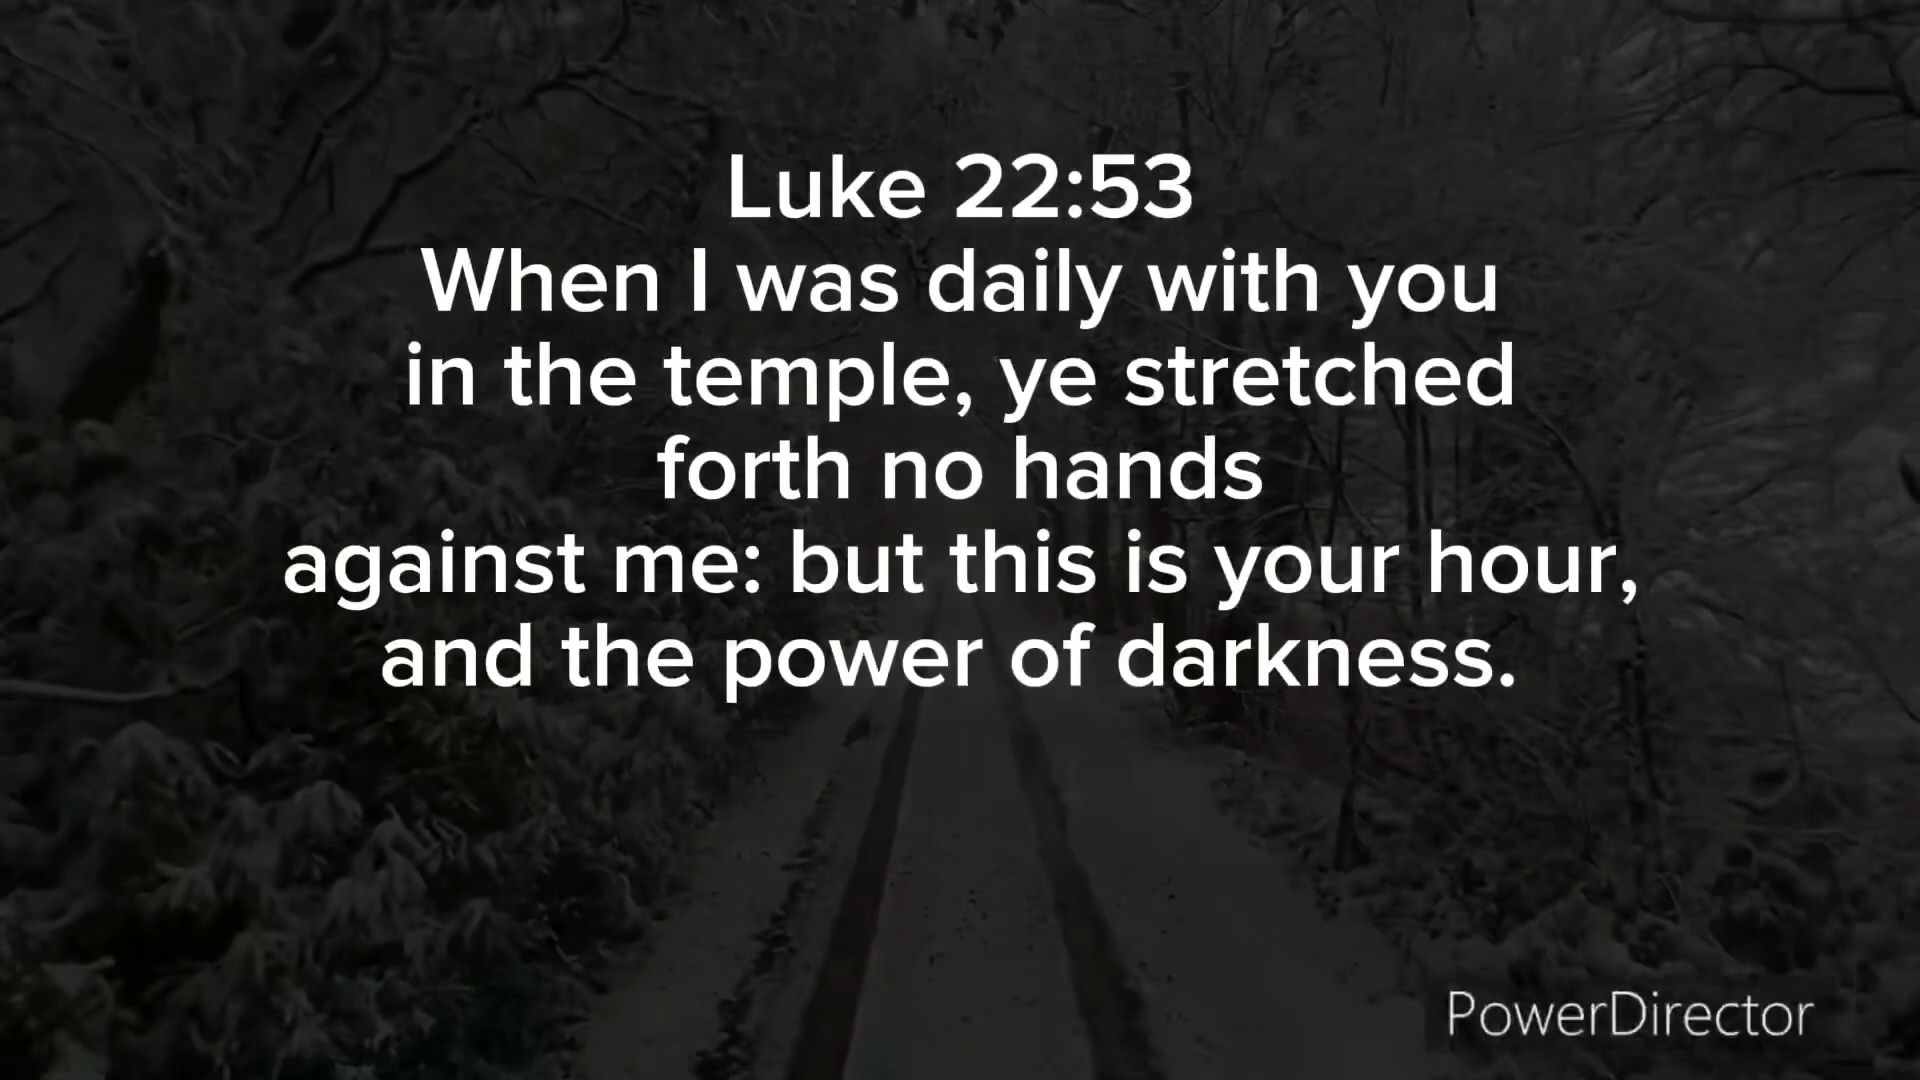 Luke 22:53
When I was daily with you
in the temple, ye stretched
forth no hands
against me: but this is your hour,
and the power of darkness.
PowerDirector